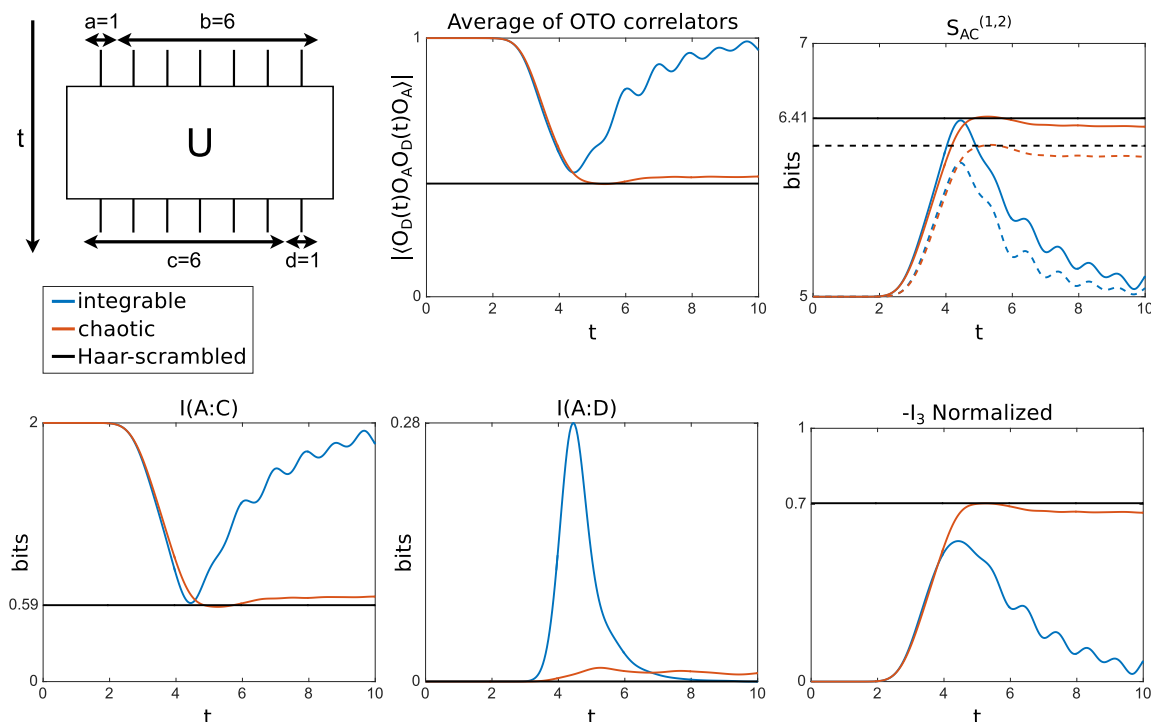 a=1 b=6
t
U
c=6 d=1
integrable
chaotic
Haar-scrambled
Average of OTO correlators
|⟨O_D(t)O_A O_D(t)O_A⟩|
1
0
0 2 4 6 8 10
t
S_AC^(1,2)
bits
7
6.41
5
0 2 4 6 8 10
t
I(A:C)
bits
2
0.59
0
0 2 4 6 8 10
t
I(A:D)
bits
0.28
0
0 2 4 6 8 10
t
-I₃ Normalized
1
0.7
0
0 2 4 6 8 10
t